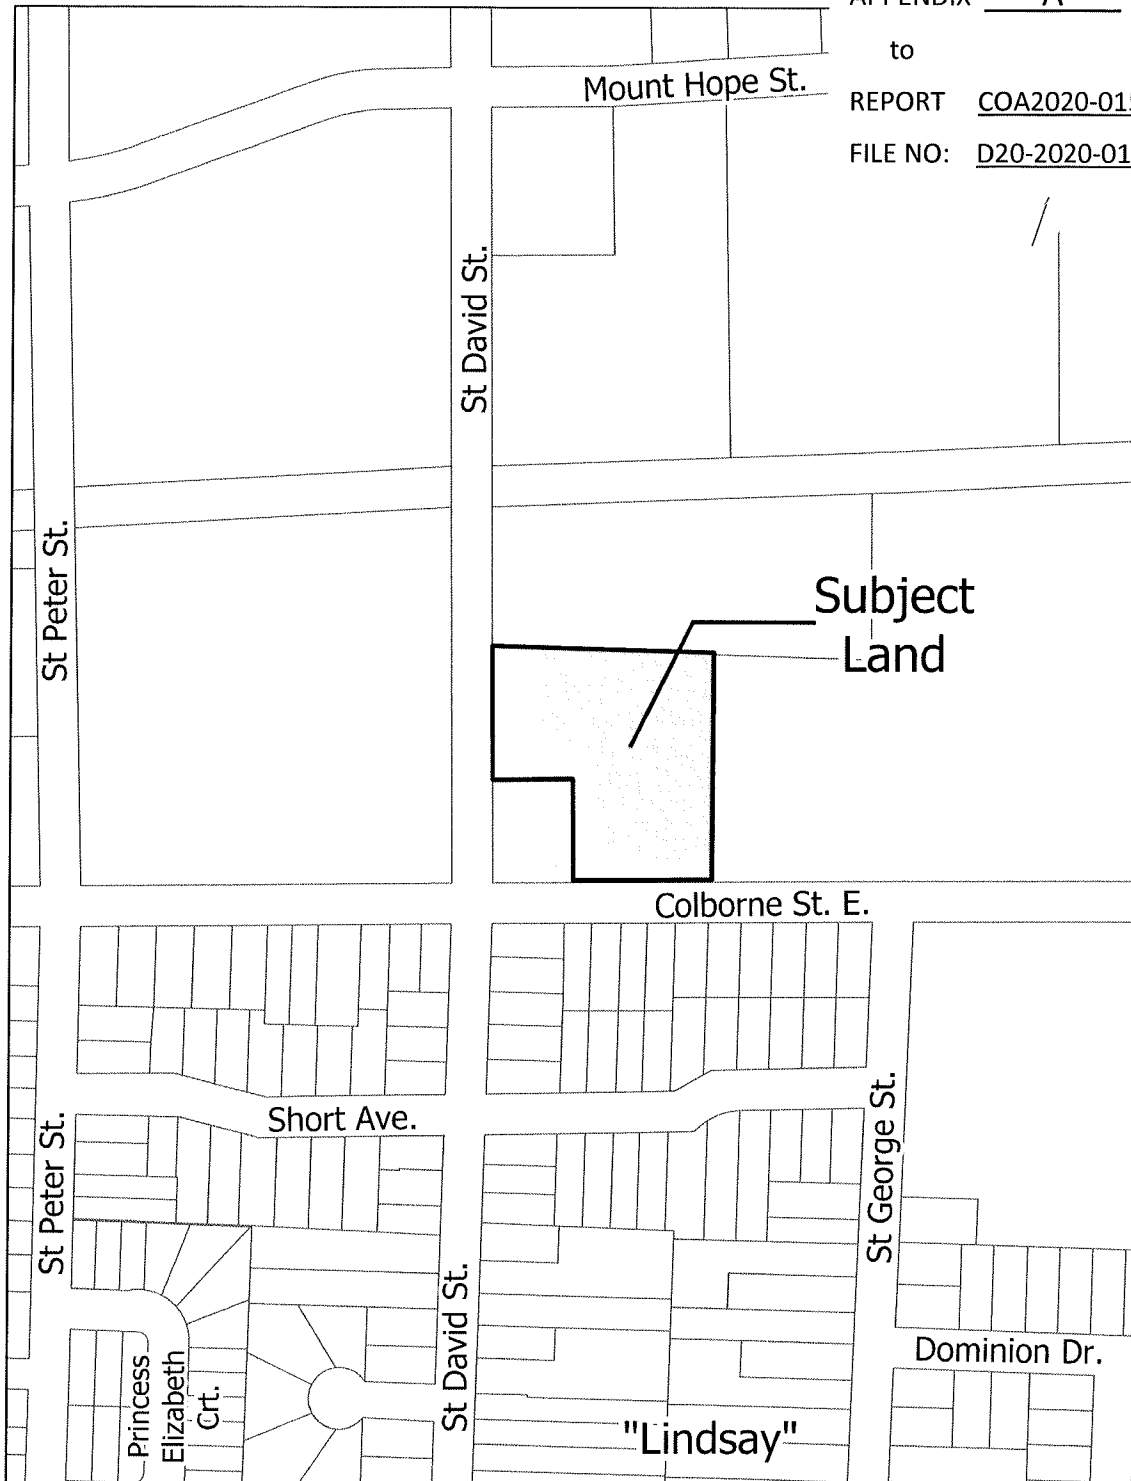 APPENDIX A
to
REPORT COA2020-015
FILE NO: D20-2020-01
Mount Hope St.
St David St.
St Peter St.
Subject
Land
Colborne St. E.
Short Ave.
St Peter St.
St George St.
St David St.
Princess
Elizabeth
Crt.
Dominion Dr.
"Lindsay"